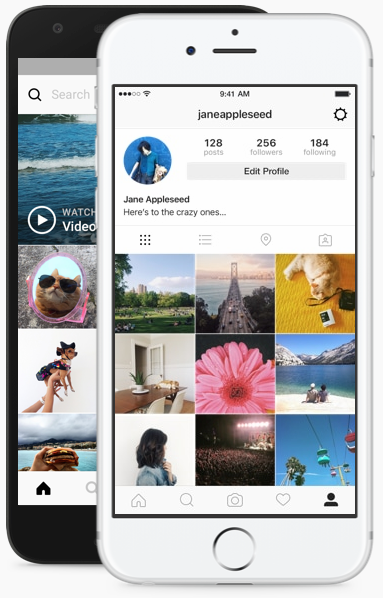 Search
WATCH
Video
9:41 AM
janeappleseed
128
posts
256
followers
184
following
Edit Profile
Jane Appleseed
Here's to the crazy ones...